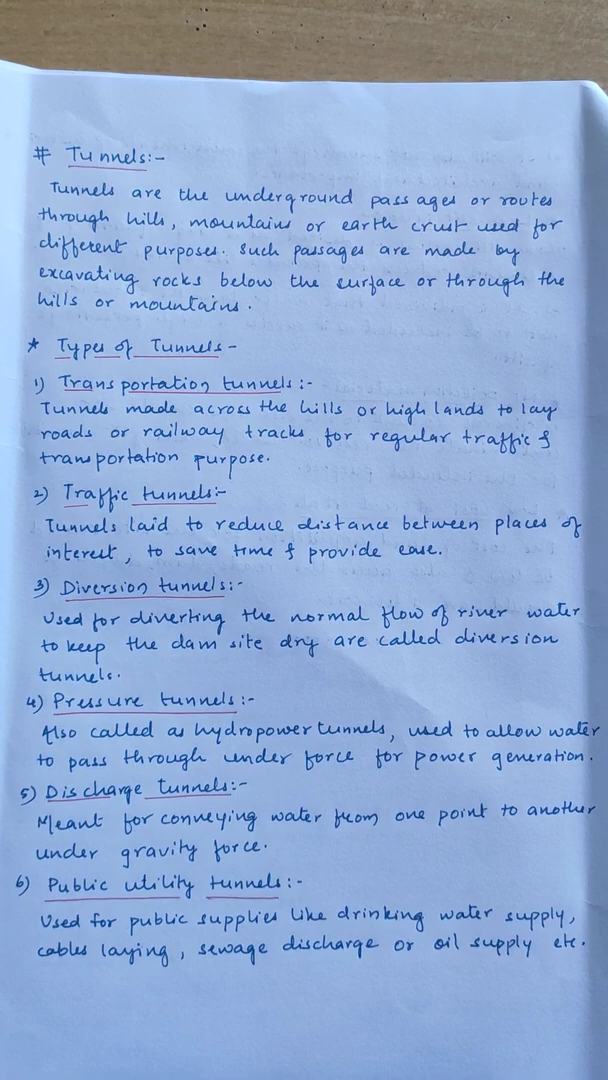 # Tunnels:-
Tunnels are the underground passages or routes
through hills, mountains or earth crust used for
different purposes. Such passages are made by
excavating rocks below the surface or through the
hills or mountains.
* Types of Tunnels-
1) Transportation tunnels:-
Tunnels made across the hills or high lands to lay
roads or railway tracks for regular traffic &
transportation purpose.
2) Traffic tunnels:-
Tunnels laid to reduce distance between places of
interest, to save time & provide ease.
3) Diversion tunnels:-
Used for diverting the normal flow of river water
to keep the dam site dry are called diversion
tunnels.
4) Pressure tunnels:-
Also called as hydropower tunnels, used to allow water
to pass through under force for power generation.
5) Discharge tunnels:-
Meant for conveying water from one point to another
under gravity force.
6) Public utility tunnels:-
Used for public supplies like drinking water supply,
cables laying, sewage discharge or oil supply etc.